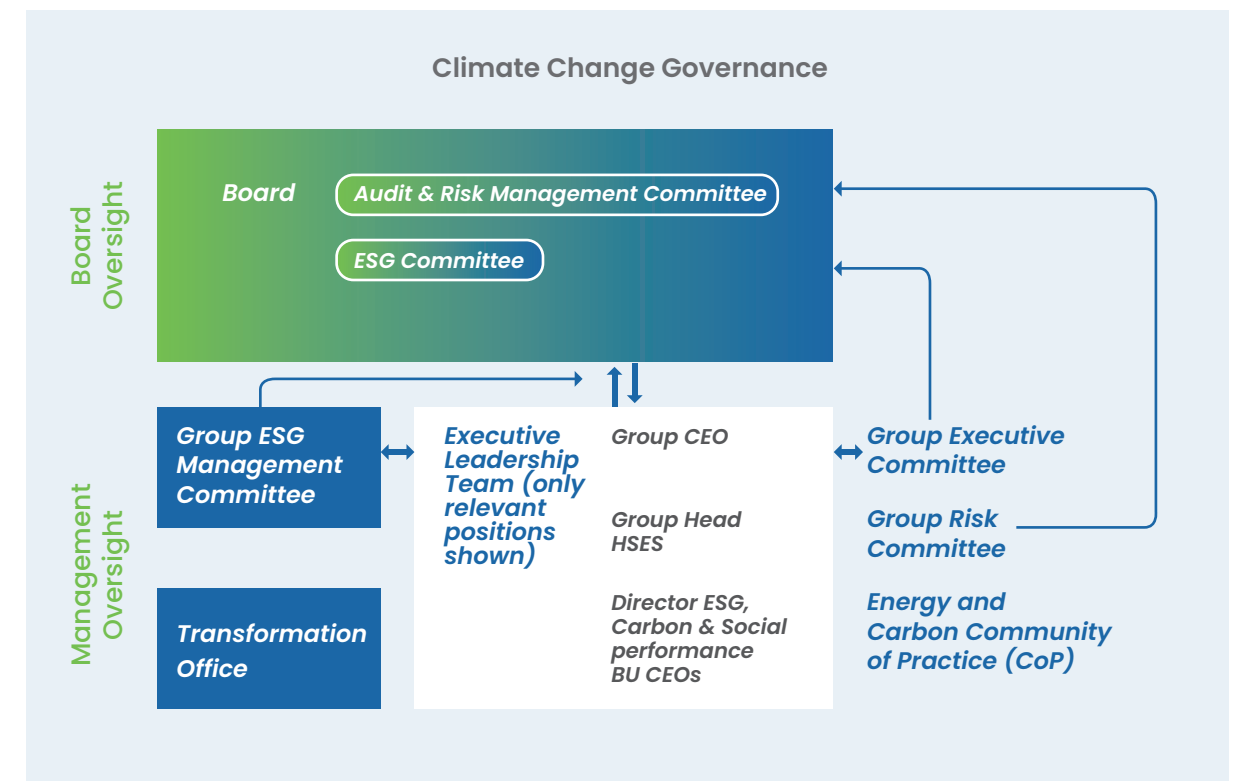 Climate Change Governance
Board
Oversight
Board
Audit & Risk Management Committee
ESG Committee
Management
Oversight
Group ESG
Management
Committee
Transformation
Office
Executive
Leadership
Team (only
relevant
positions
shown)
Group CEO
Group Head
HSES
Director ESG,
Carbon & Social
performance
BU CEOs
Group Executive
Committee
Group Risk
Committee
Energy and
Carbon Community
of Practice (CoP)